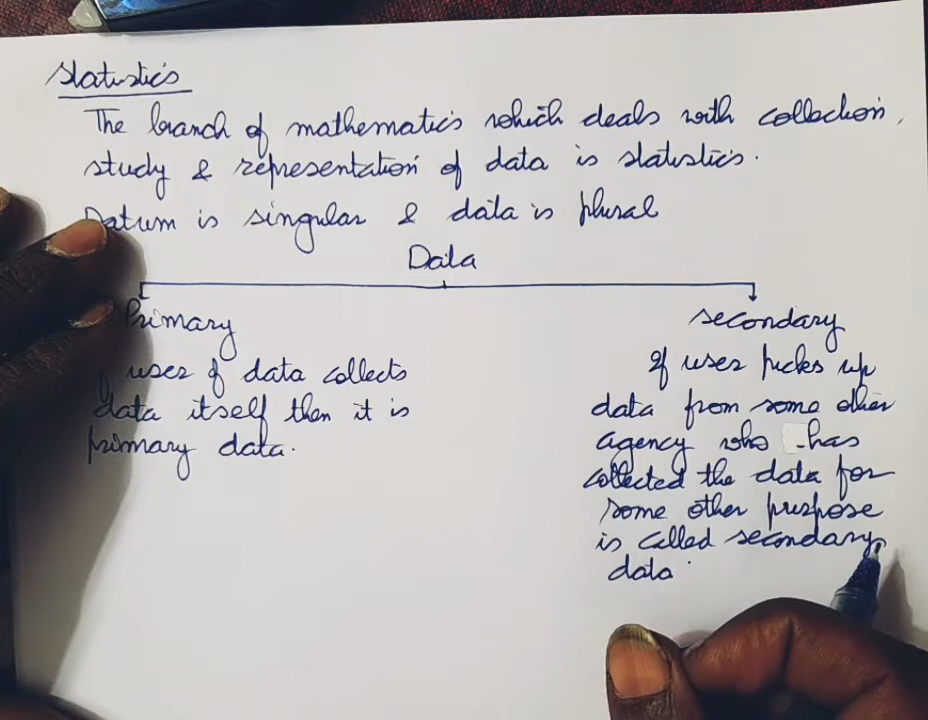 Statistics
The branch of mathematics which deals with collection,
study & representation of data is statistics.
Datum is singular & data is plural
Data
Primary
user of data collects
data itself then it is
primary data.
secondary
If user picks up
data from some other
agency who has
collected the data for
some other purpose
is called secondary
data.